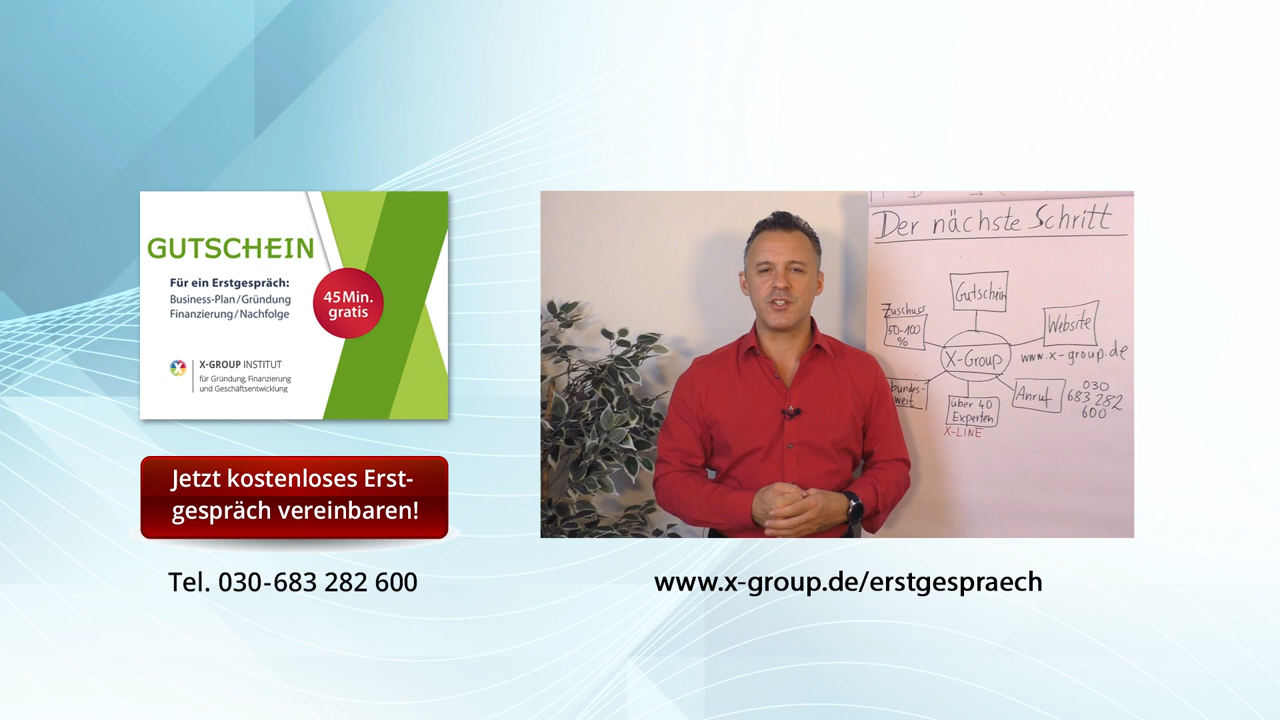 GUTSCHEIN
Für ein Erstgespräch:
Business-Plan/Gründung
Finanzierung/Nachfolge
45 Min.
gratis
X-GROUP INSTITUT
für Gründung, Finanzierung
und Geschäftsentwicklung
Jetzt kostenloses Erst-
gespräch vereinbaren!
Tel. 030-683 282 600
Der nächste Schritt
Gutschein
Zuschuss
50-100
%
Website
www.x-group.de
X-Group
bundes-
weit
über 40
Experten
X-LINE
Anruf
030
683 282
600
www.x-group.de/erstgespraech